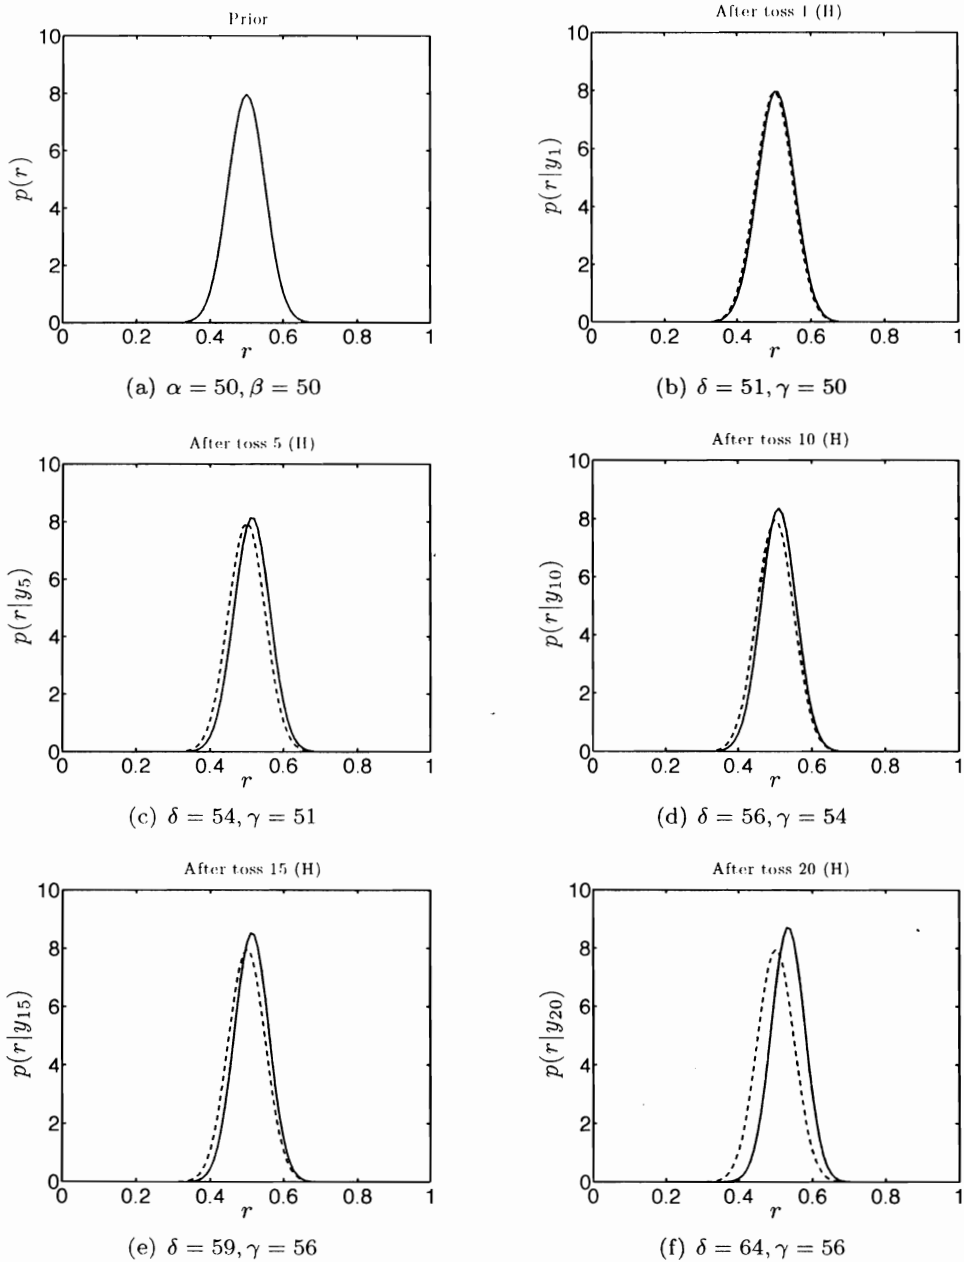 Prior
10
8
6
4
2
0
p(r)
0 0.2 0.4 0.6 0.8 1
r
(a) α = 50, β = 50
After toss 1 (H)
10
8
6
4
2
0
p(r|y₁)
0 0.2 0.4 0.6 0.8 1
r
(b) δ = 51, γ = 50
After toss 5 (H)
10
8
6
4
2
0
p(r|y₅)
0 0.2 0.4 0.6 0.8 1
r
(c) δ = 54, γ = 51
After toss 10 (H)
10
8
6
4
2
0
p(r|y₁₀)
0 0.2 0.4 0.6 0.8 1
r
(d) δ = 56, γ = 54
After toss 15 (H)
10
8
6
4
2
0
p(r|y₁₅)
0 0.2 0.4 0.6 0.8 1
r
(e) δ = 59, γ = 56
After toss 20 (H)
10
8
6
4
2
0
p(r|y₂₀)
0 0.2 0.4 0.6 0.8 1
r
(f) δ = 64, γ = 56